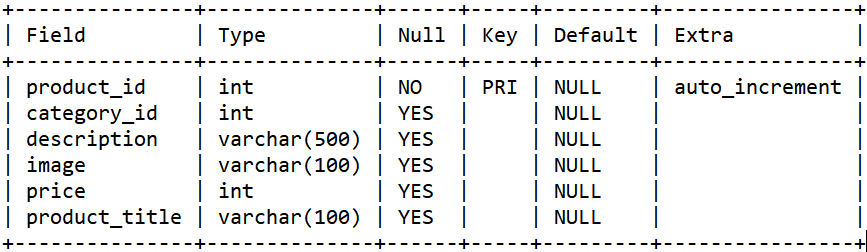 +---------------+--------------+------+-----+---------+----------------+
| Field         | Type         | Null | Key | Default | Extra          |
+---------------+--------------+------+-----+---------+----------------+
| product_id    | int          | NO   | PRI | NULL    | auto_increment |
| category_id   | int          | YES  |     | NULL    |                |
| description   | varchar(500) | YES  |     | NULL    |                |
| image         | varchar(100) | YES  |     | NULL    |                |
| price         | int          | YES  |     | NULL    |                |
| product_title | varchar(100) | YES  |     | NULL    |                |
+---------------+--------------+------+-----+---------+----------------+